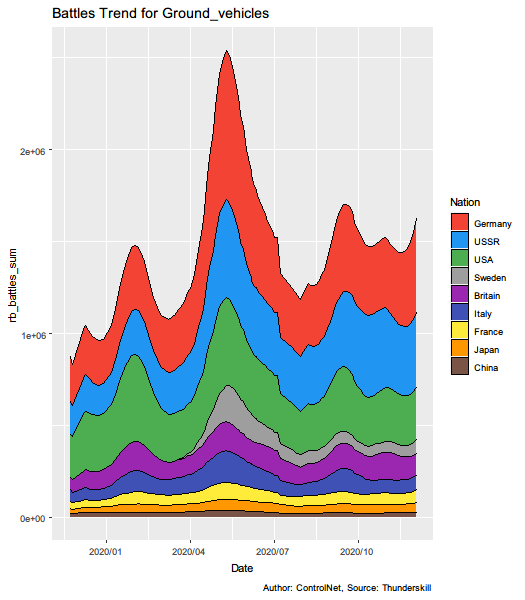 Battles Trend for Ground_vehicles
rb_battles_sum
2e+06
1e+06
0e+00
2020/01
2020/04
2020/07
2020/10
Date
Nation
Germany
USSR
USA
Sweden
Britain
Italy
France
Japan
China
Author: ControlNet, Source: Thunderskill